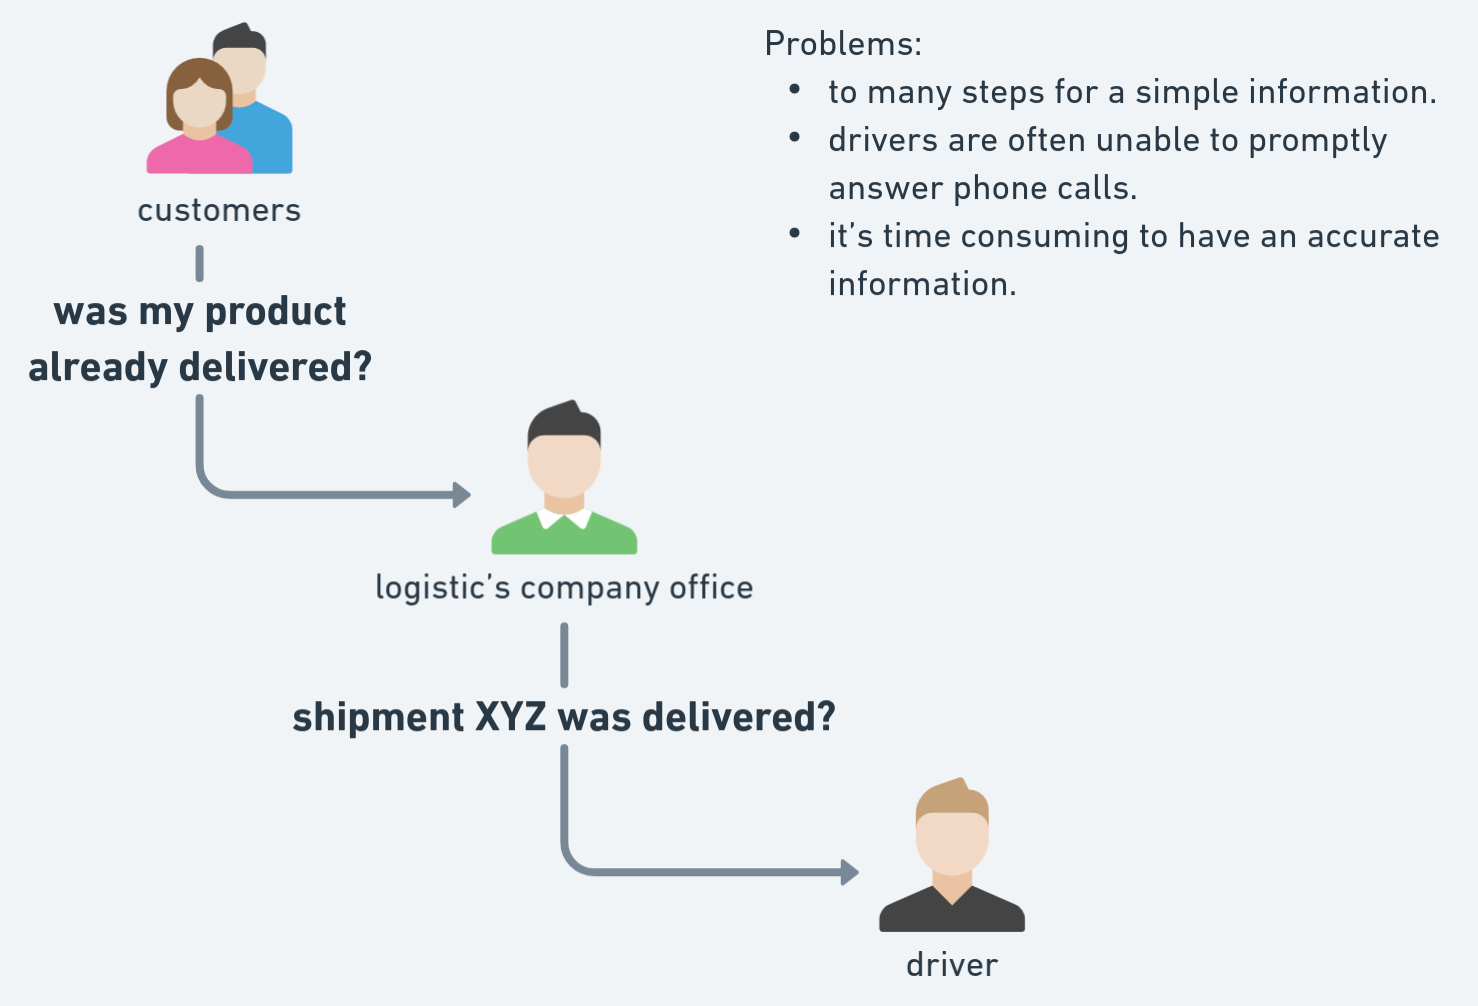 Problems:
• to many steps for a simple information.
• drivers are often unable to promptly
answer phone calls.
• it’s time consuming to have an accurate
information.
customers
was my product
already delivered?
logistic’s company office
shipment XYZ was delivered?
driver